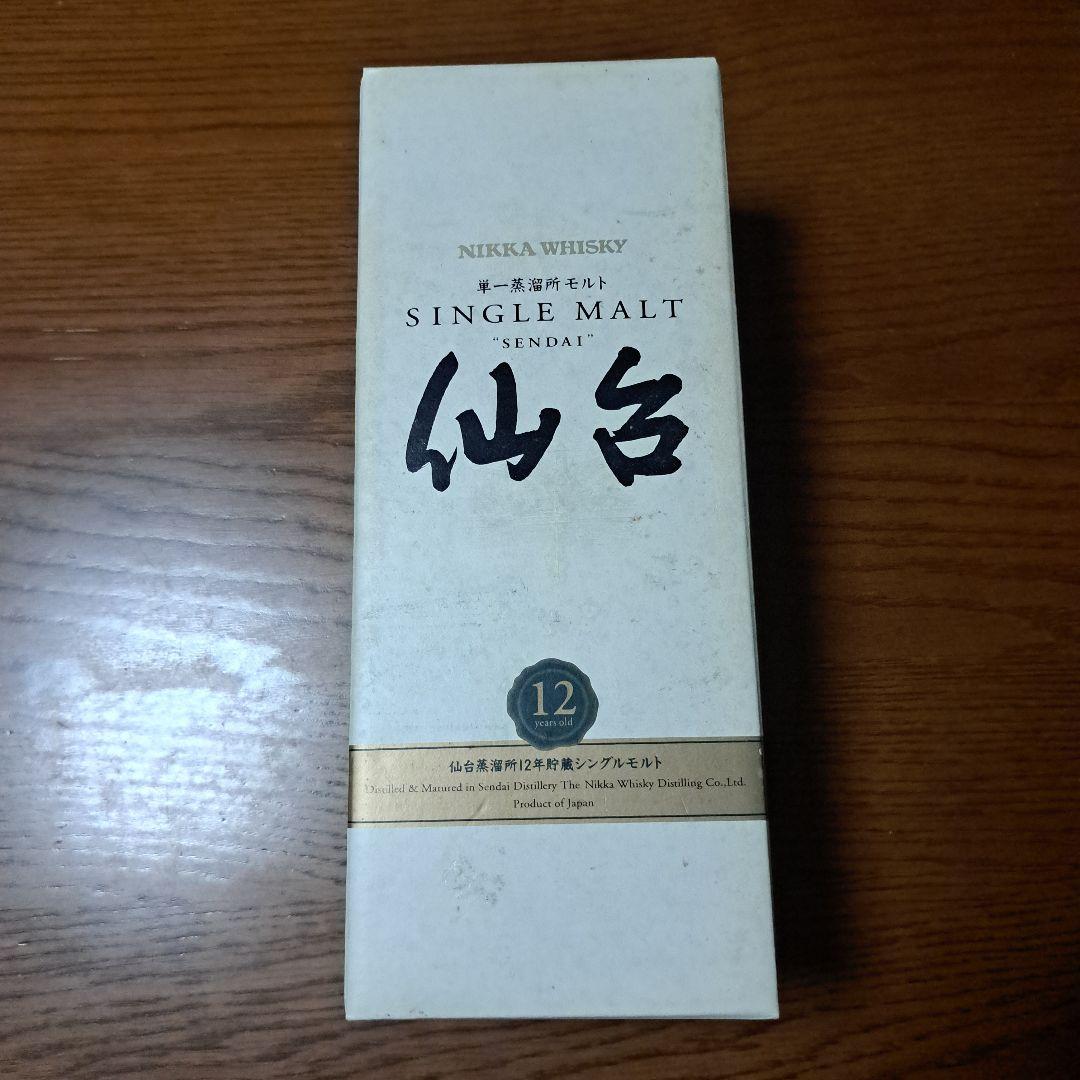 NIKKA WHISKY
単一蒸溜所モルト
SINGLE MALT
“SENDAI”
仙台
12
years old
仙台蒸溜所12年貯蔵シングルモルト
Distilled & Matured in Sendai Distillery The Nikka Whisky Distilling Co.,Ltd.
Product of Japan